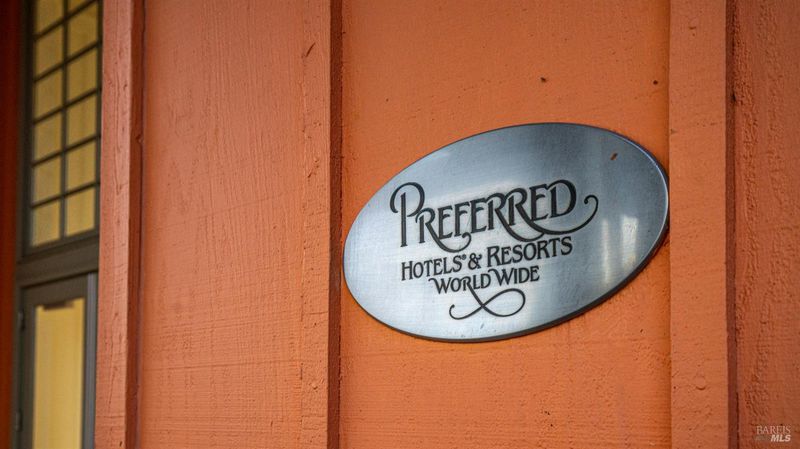 PREFERRED
HOTELS® & RESORTS
WORLD WIDE
BAREIS
MLS